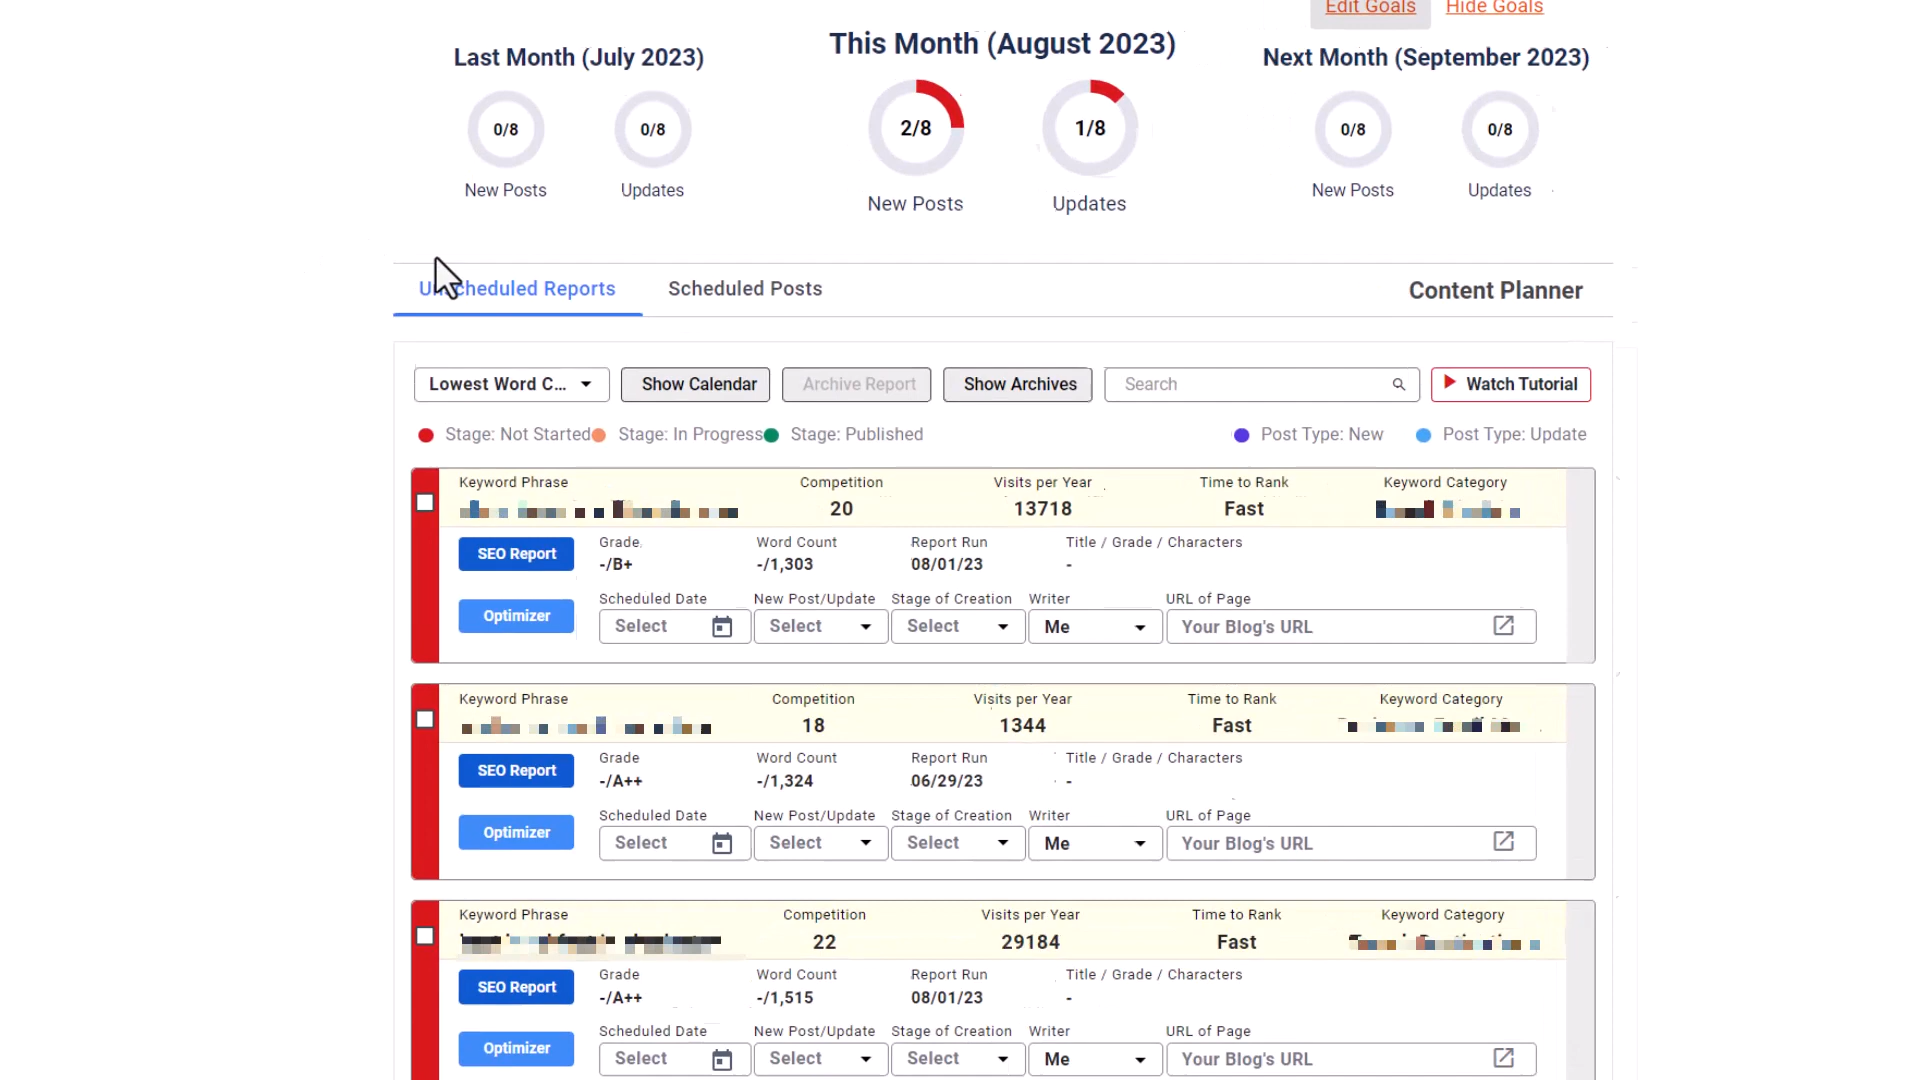 Edit Goals Hide Goals
Last Month (July 2023) This Month (August 2023) Next Month (September 2023)
0/8 0/8 2/8 1/8 0/8 0/8
New Posts Updates New Posts Updates New Posts Updates
Unscheduled Reports Scheduled Posts Content Planner
Lowest Word C... Show Calendar Archive Report Show Archives Search Watch Tutorial
Stage: Not Started Stage: In Progress Stage: Published Post Type: New Post Type: Update
Keyword Phrase Competition Visits per Year Time to Rank Keyword Category
20 13718 Fast
SEO Report Grade Word Count Report Run Title / Grade / Characters
-/B+ -/1,303 08/01/23 -
Optimizer Scheduled Date New Post/Update Stage of Creation Writer URL of Page
Select Select Select Me Your Blog's URL
Keyword Phrase Competition Visits per Year Time to Rank Keyword Category
18 1344 Fast
SEO Report Grade Word Count Report Run Title / Grade / Characters
-/A++ -/1,324 06/29/23 -
Optimizer Scheduled Date New Post/Update Stage of Creation Writer URL of Page
Select Select Select Me Your Blog's URL
Keyword Phrase Competition Visits per Year Time to Rank Keyword Category
22 29184 Fast
SEO Report Grade Word Count Report Run Title / Grade / Characters
-/A++ -/1,515 08/01/23 -
Optimizer Scheduled Date New Post/Update Stage of Creation Writer URL of Page
Select Select Select Me Your Blog's URL